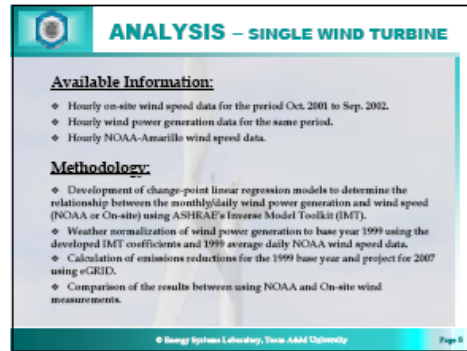 ANALYSIS – SINGLE WIND TURBINE
Available Information:
❖ Hourly on-site wind speed data for the period Oct. 2001 to Sep. 2002.
❖ Hourly wind power generation data for the same period.
❖ Hourly NOAA-Amarillo wind speed data.
Methodology:
❖ Development of change-point linear regression models to determine the
relationship between the monthly/daily wind power generation and wind speed
(NOAA or On-site) using ASHRAE's Inverse Model Toolkit (IMT).
❖ Weather normalization of wind power generation to base year 1999 using the
developed IMT coefficients and 1999 average daily NOAA wind speed data.
❖ Calculation of emissions reductions for the 1999 base year and project for 2007
using eGRID.
❖ Comparison of the results between using NOAA and On-site wind
measurements.
© Energy Systems Laboratory, Texas A&M University
Page 8